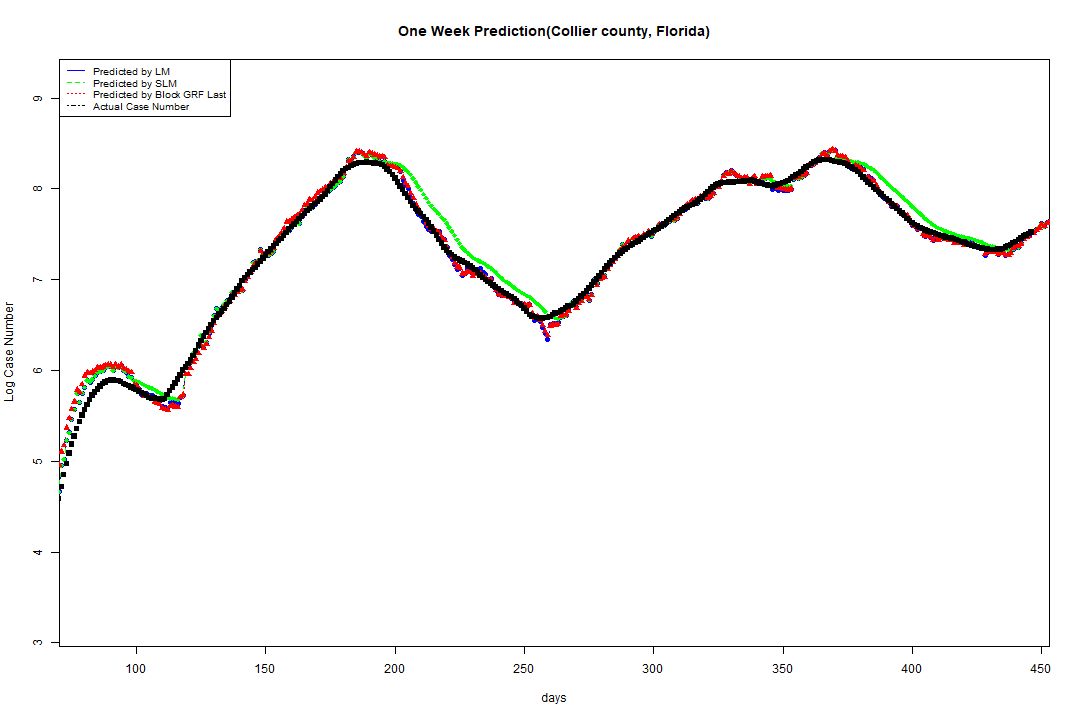 One Week Prediction(Collier county, Florida)
Predicted by LM
Predicted by SLM
Predicted by Block GRF Last
Actual Case Number
9
8
7
6
5
4
3
Log Case Number
100 150 200 250 300 350 400 450
days